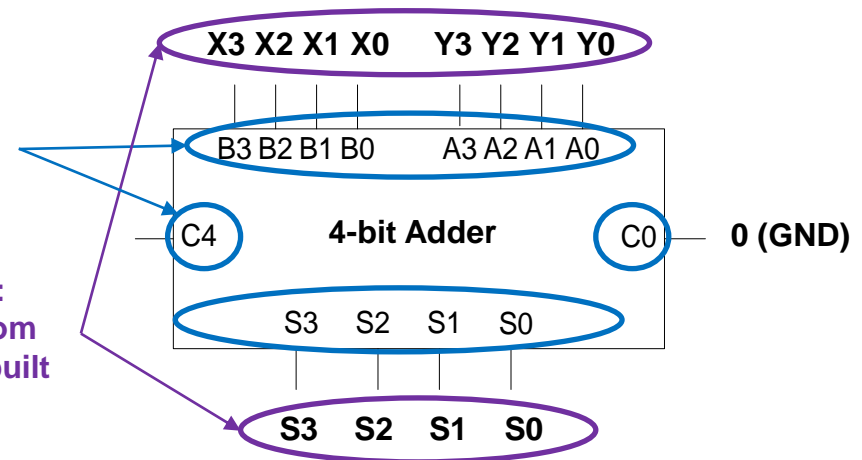 X3 X2 X1 X0 Y3 Y2 Y1 Y0
B3 B2 B1 B0 A3 A2 A1 A0
C4 4-bit Adder C0 0 (GND)
S3 S2 S1 S0
S3 S2 S1 S0